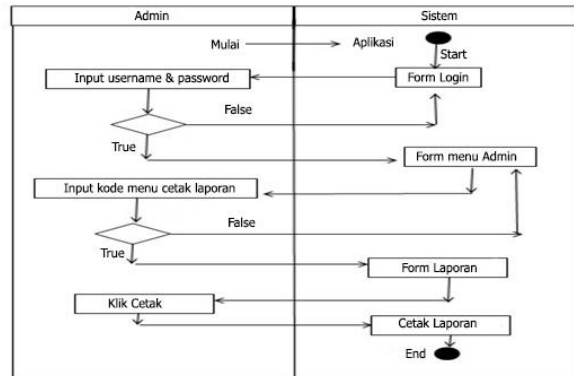 Admin
Sistem
Mulai
Aplikasi
Start
Input username & password
Form Login
False
True
Form menu Admin
Input kode menu cetak laporan
False
True
Form Laporan
Klik Cetak
Cetak Laporan
End